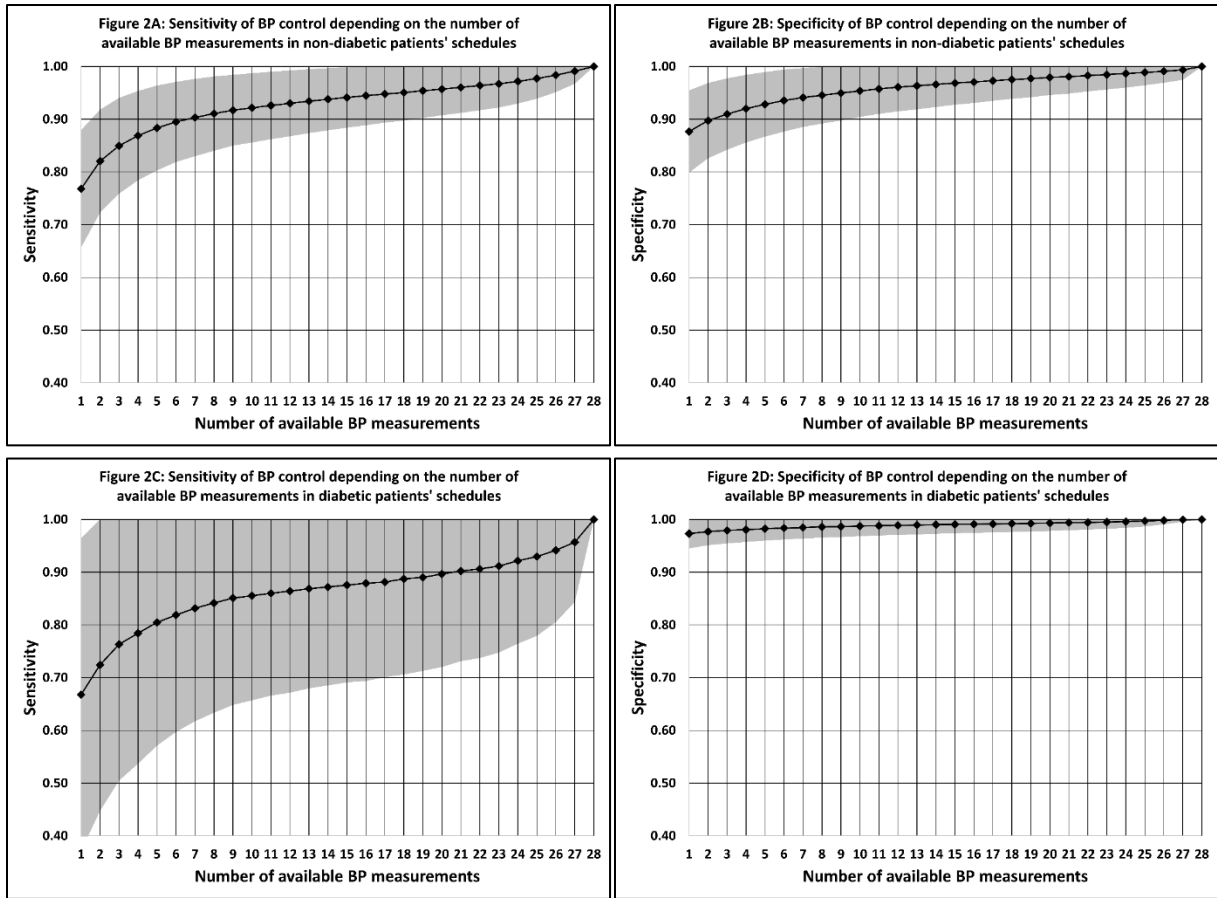 Figure 2A: Sensitivity of BP control depending on the number of
available BP measurements in non-diabetic patients' schedules
1.00
0.90
0.80
0.70
0.60
0.50
0.40
Sensitivity
1 2 3 4 5 6 7 8 9 10 11 12 13 14 15 16 17 18 19 20 21 22 23 24 25 26 27 28
Number of available BP measurements
Figure 2B: Specificity of BP control depending on the number of
available BP measurements in non-diabetic patients' schedules
1.00
0.90
0.80
0.70
0.60
0.50
0.40
Specificity
1 2 3 4 5 6 7 8 9 10 11 12 13 14 15 16 17 18 19 20 21 22 23 24 25 26 27 28
Number of available BP measurements
Figure 2C: Sensitivity of BP control depending on the number of
available BP measurements in diabetic patients' schedules
1.00
0.90
0.80
0.70
0.60
0.50
0.40
Sensitivity
1 2 3 4 5 6 7 8 9 10 11 12 13 14 15 16 17 18 19 20 21 22 23 24 25 26 27 28
Number of available BP measurements
Figure 2D: Specificity of BP control depending on the number of
available BP measurements in diabetic patients' schedules
1.00
0.90
0.80
0.70
0.60
0.50
0.40
Specificity
1 2 3 4 5 6 7 8 9 10 11 12 13 14 15 16 17 18 19 20 21 22 23 24 25 26 27 28
Number of available BP measurements